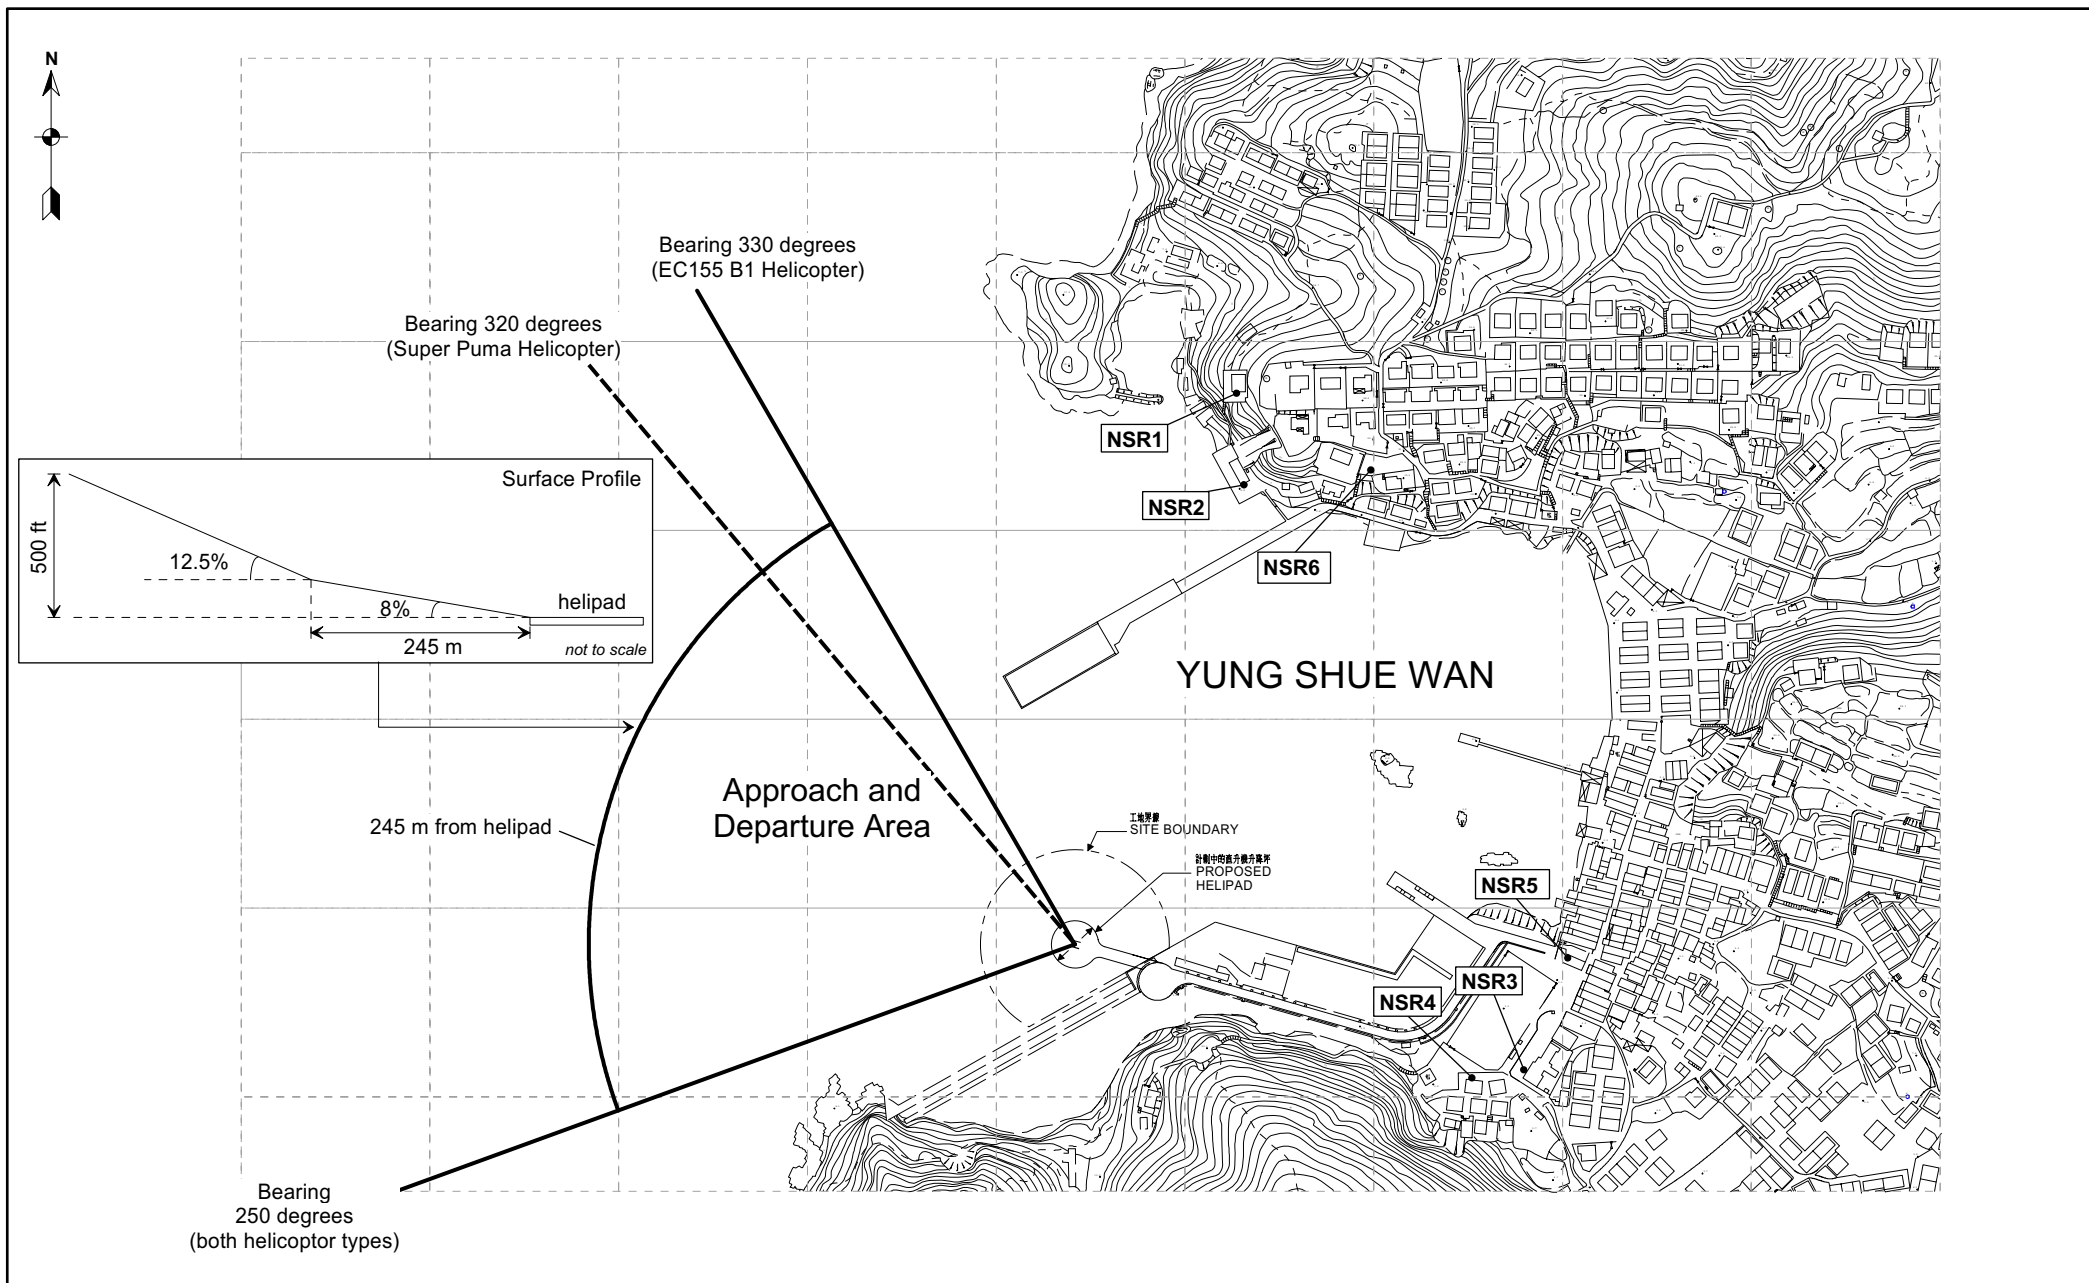 N
Bearing 330 degrees
(EC155 B1 Helicopter)
Bearing 320 degrees
(Super Puma Helicopter)
Surface Profile
500 ft
12.5%
8%
helipad
245 m
not to scale
NSR1
NSR2
NSR6
YUNG SHUE WAN
Approach and
Departure Area
245 m from helipad
工地界線
SITE BOUNDARY
計劃中的直升機升降坪
PROPOSED
HELIPAD
NSR5
NSR3
NSR4
Bearing
250 degrees
(both helicoptor types)